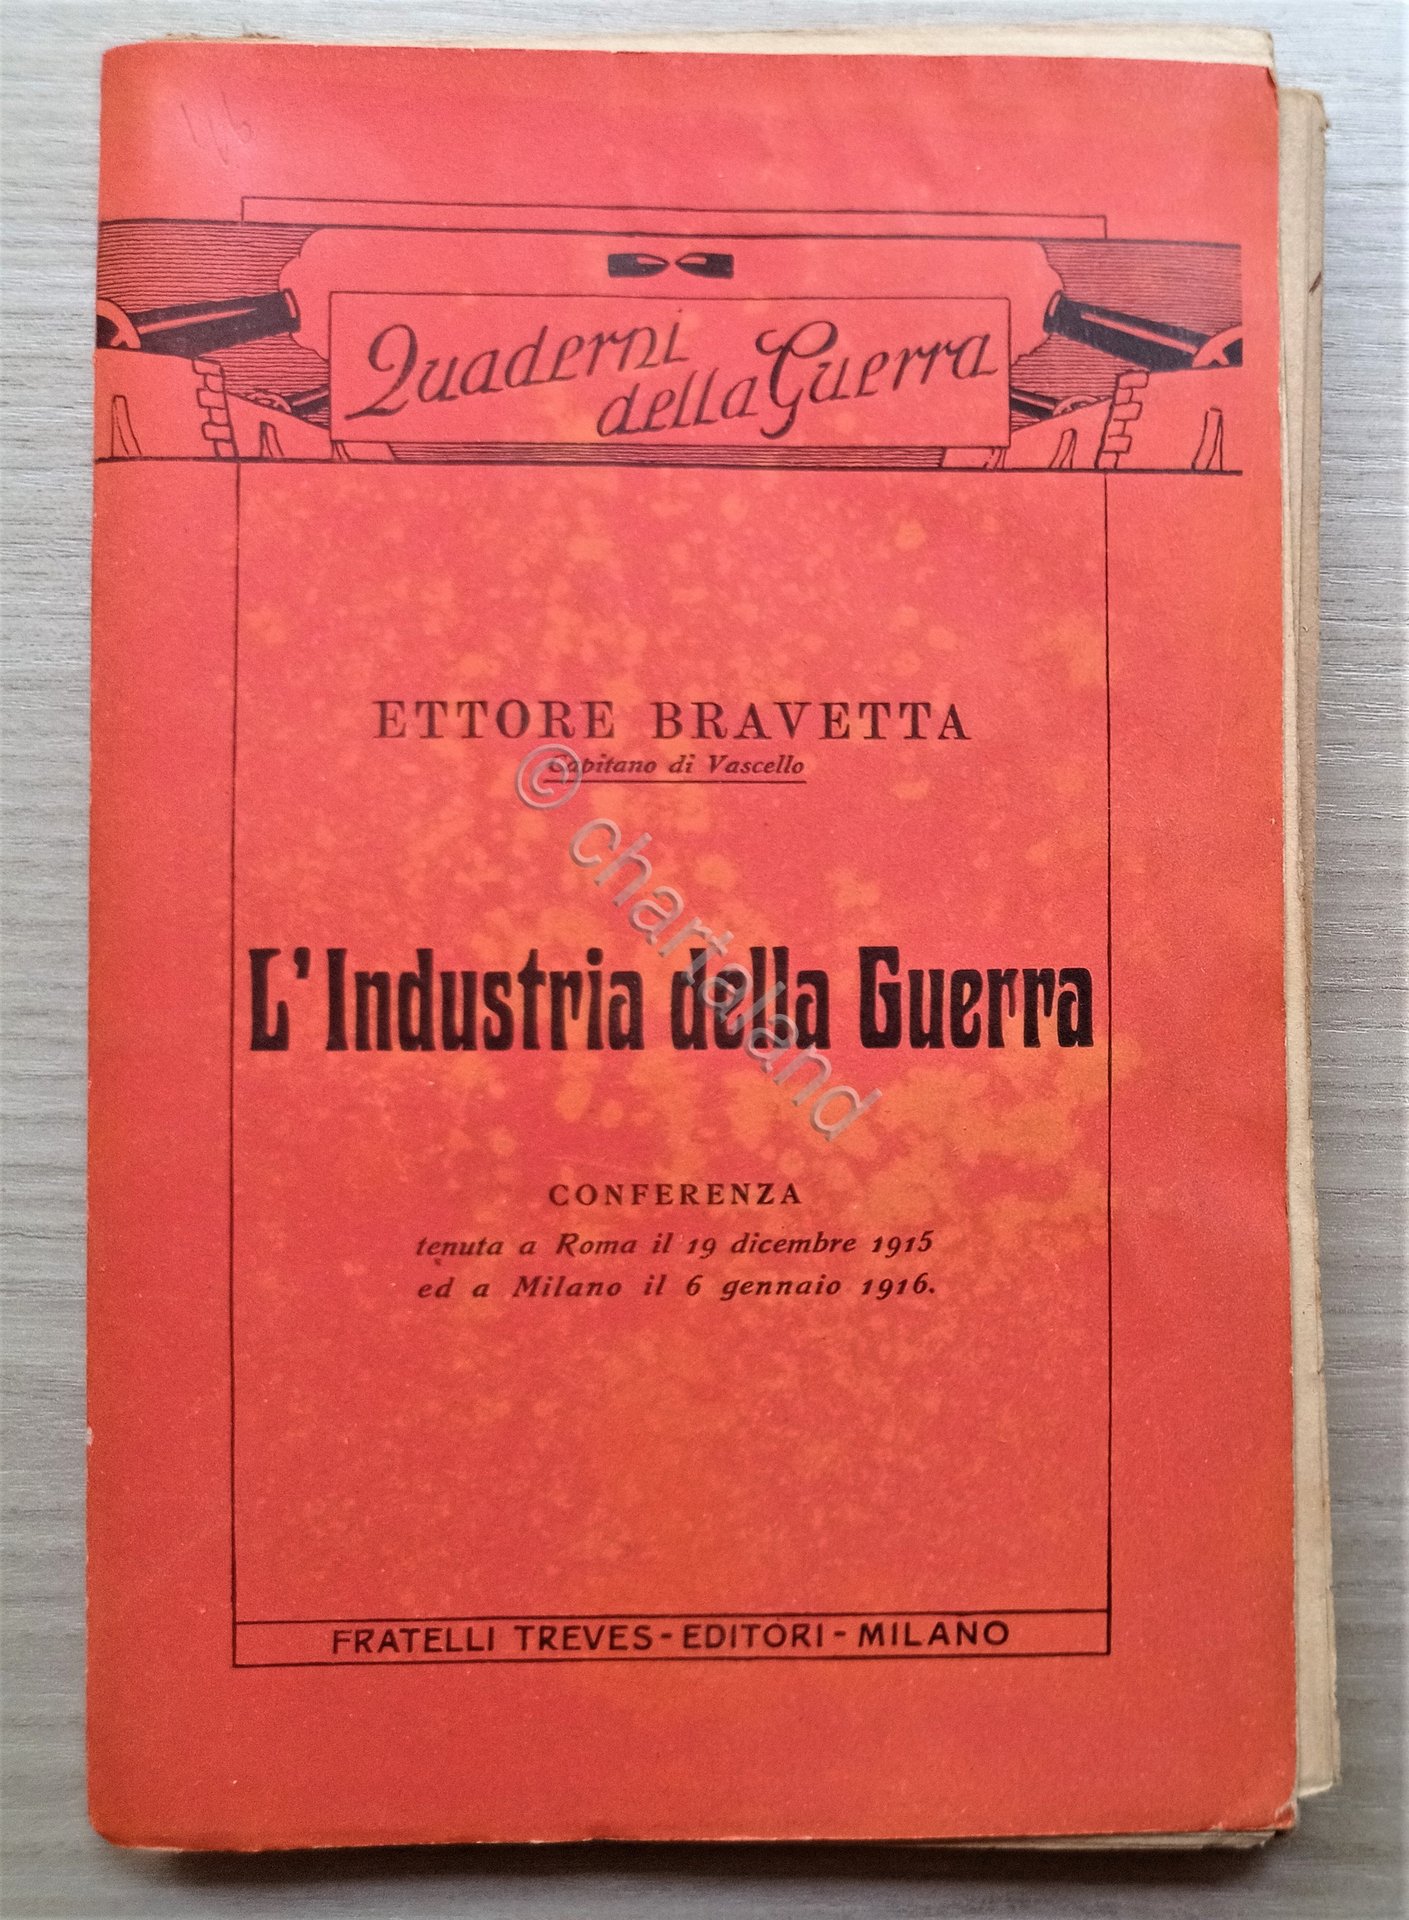 Quaderni
della Guerra
ETTORE BRAVETTA
Capitano di Vascello
L'Industria della Guerra
CONFERENZA
tenuta a Roma il 19 dicembre 1915
ed a Milano il 6 gennaio 1916.
FRATELLI TREVES - EDITORI - MILANO
© chartaland